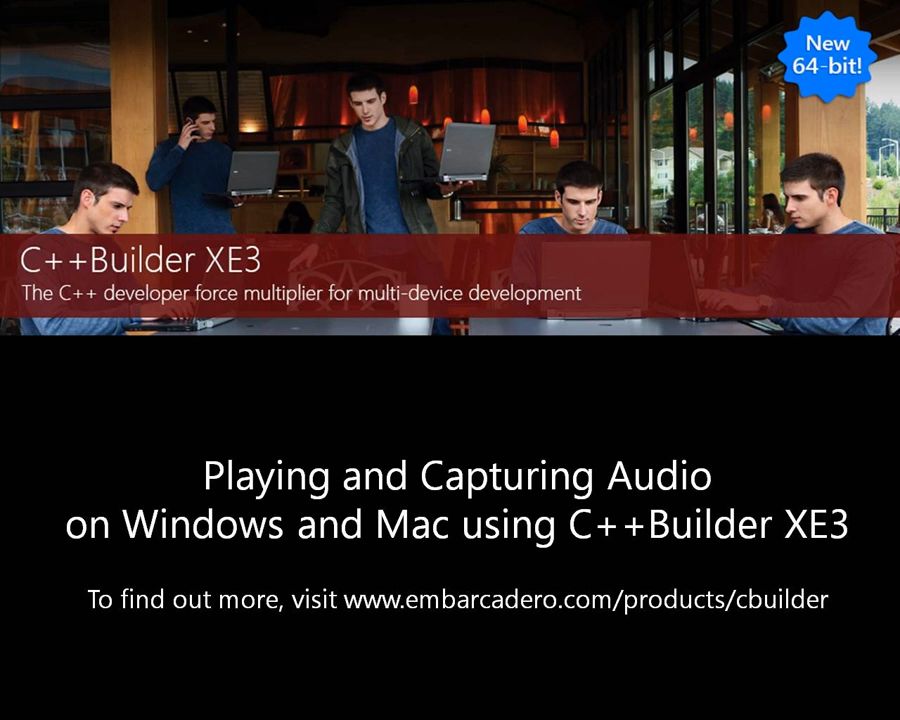 New
64-bit!
C++Builder XE3
The C++ developer force multiplier for multi-device development
Playing and Capturing Audio
on Windows and Mac using C++Builder XE3
To find out more, visit www.embarcadero.com/products/cbuilder